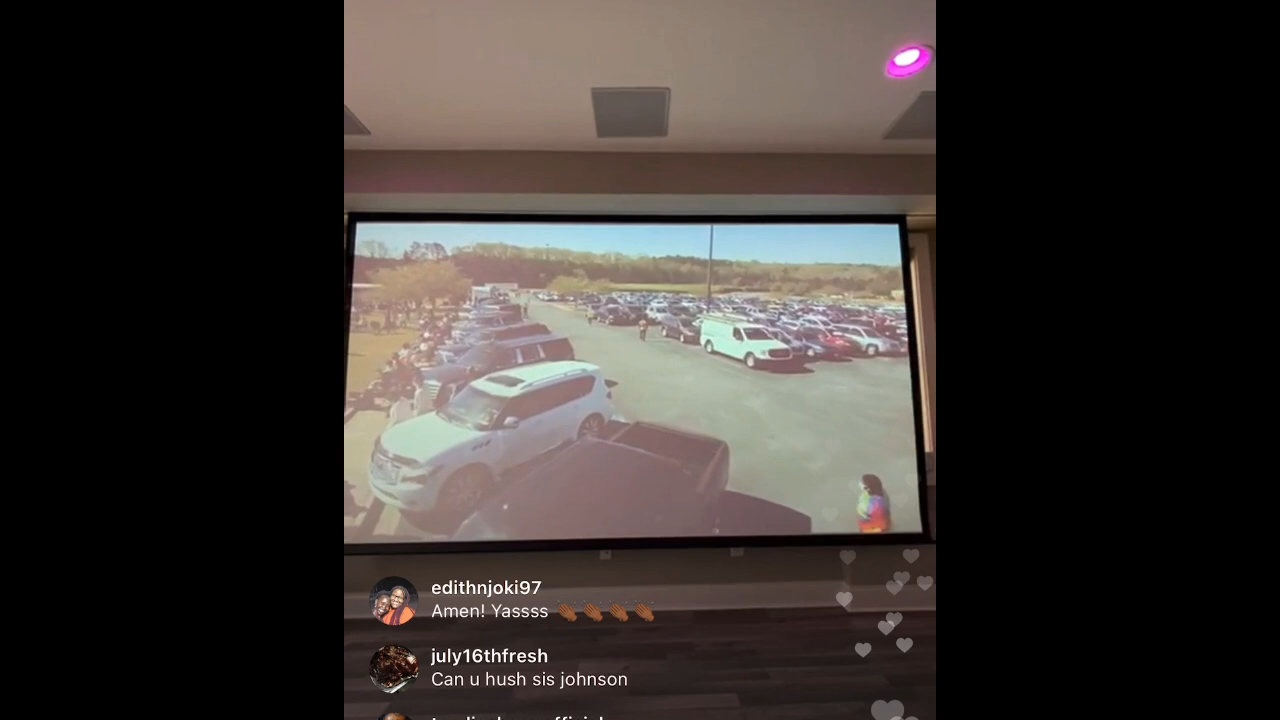 edithnjoki97
Amen! Yassss 👏🏾👏🏾👏🏾👏🏾
july16thfresh
Can u hush sis johnson